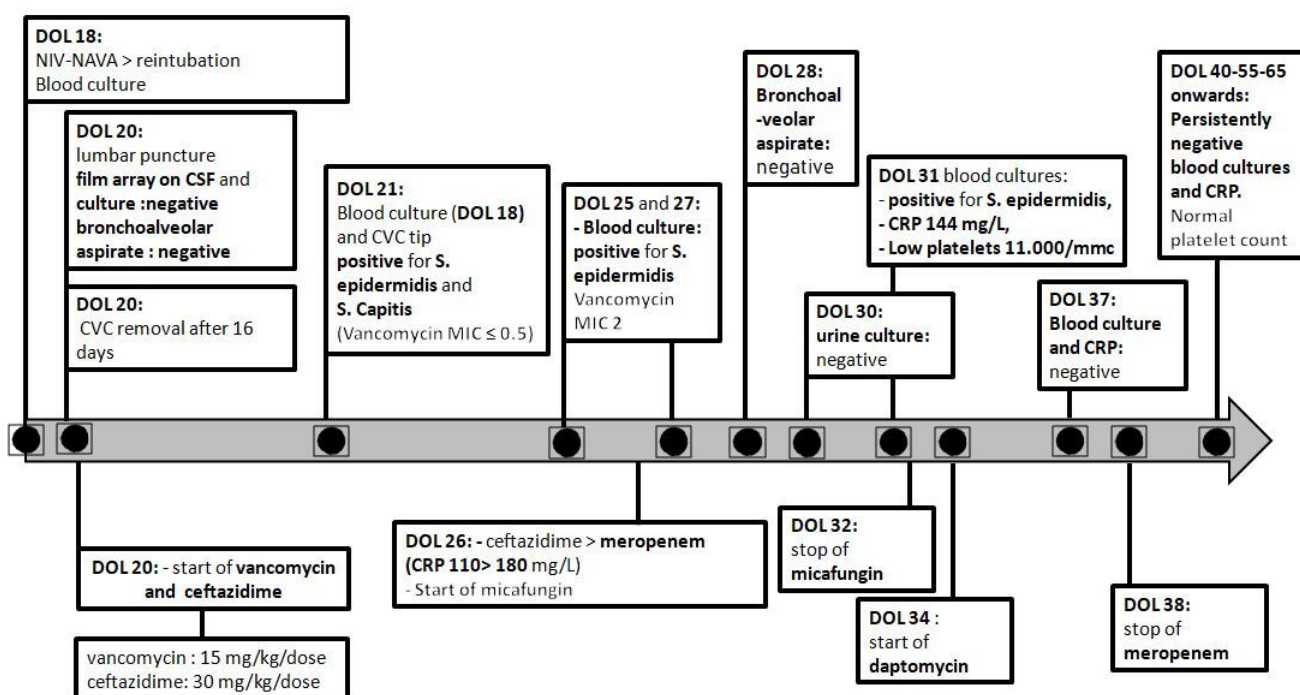 DOL 18:
NIV-NAVA > reintubation
Blood culture
DOL 20:
lumbar puncture
film array on CSF and
culture :negative
bronchoalveolar
aspirate : negative
DOL 20:
CVC removal after 16
days
DOL 21:
Blood culture (DOL 18)
and CVC tip
positive for S.
epidermidis and
S. Capitis
(Vancomycin MIC ≤ 0.5)
DOL 25 and 27:
- Blood culture:
positive for S.
epidermidis
Vancomycin
MIC 2
DOL 28:
Bronchoal
-veolar
aspirate:
negative
DOL 30:
urine culture:
negative
DOL 31 blood cultures:
- positive for S. epidermidis,
- CRP 144 mg/L,
- Low platelets 11.000/mmc
DOL 37:
Blood culture
and CRP:
negative
DOL 40-55-65
onwards:
Persistently
negative
blood cultures
and CRP.
Normal
platelet count
DOL 20: - start of vancomycin
and ceftazidime
vancomycin : 15 mg/kg/dose
ceftazidime: 30 mg/kg/dose
DOL 26: - ceftazidime > meropenem
(CRP 110> 180 mg/L)
- Start of micafungin
DOL 32:
stop of
micafungin
DOL 34 :
start of
daptomycin
DOL 38:
stop of
meropenem